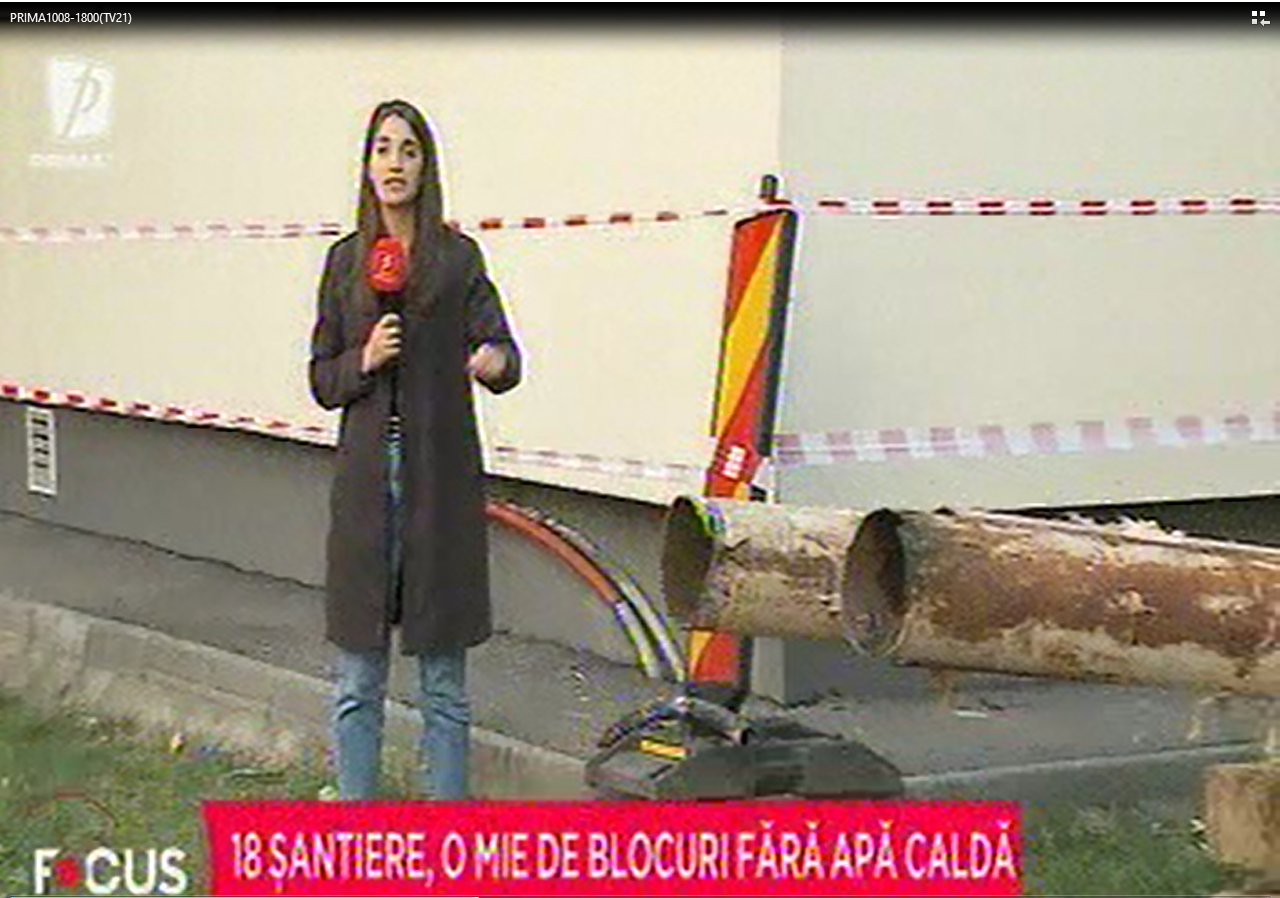 PRIMA1008-1800(TV21)
FOCUS
18 ȘANTIERE, O MIE DE BLOCURI FĂRĂ APĂ CALDĂ